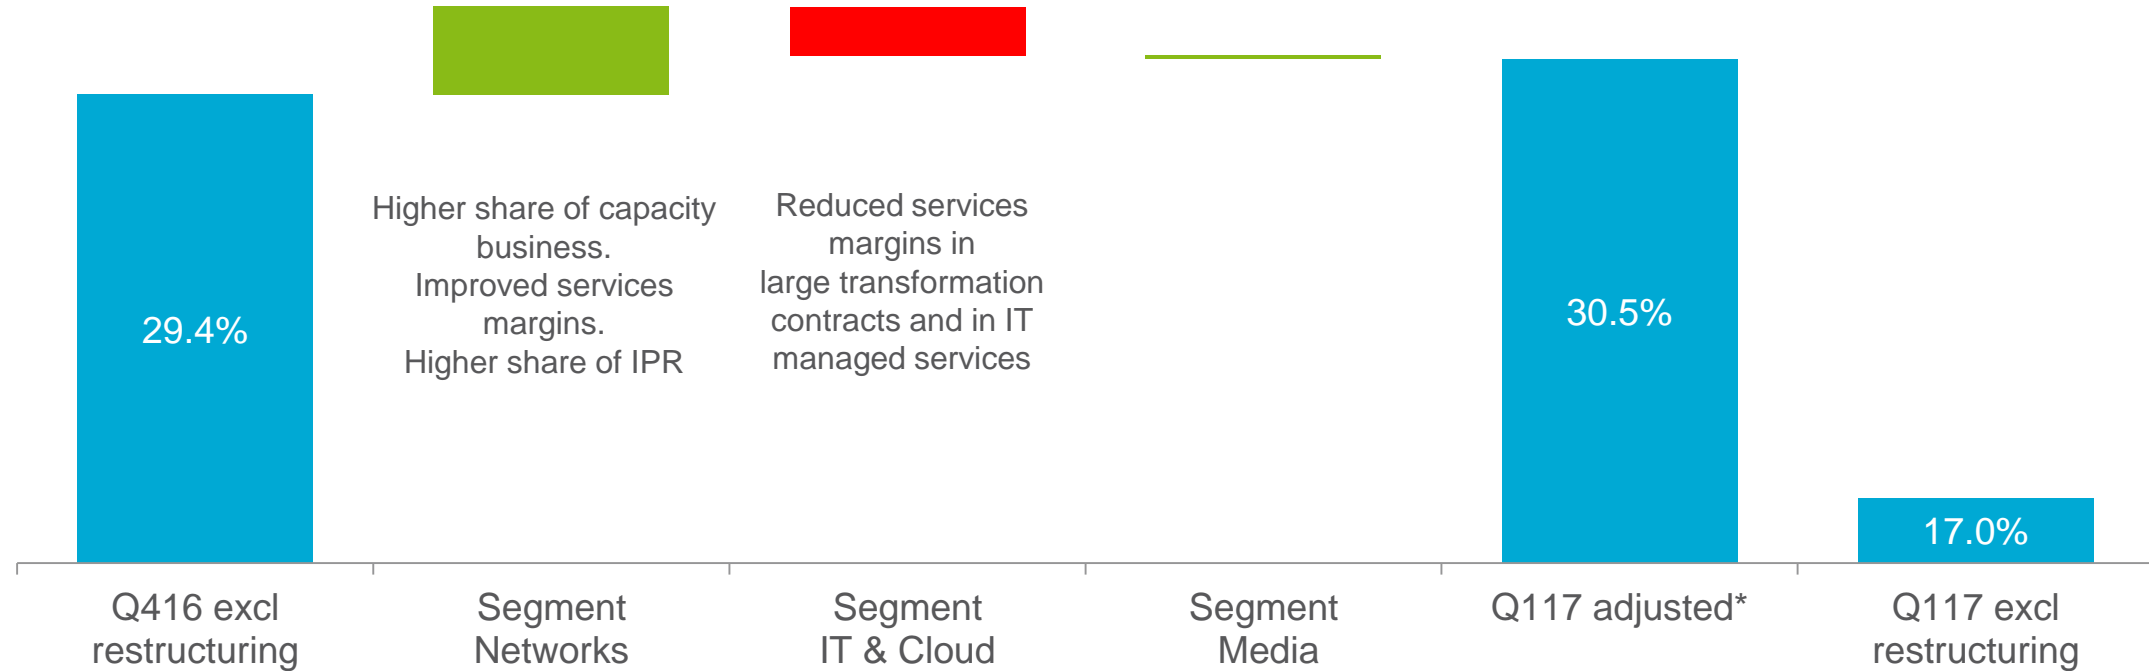 Higher share of capacity
business.
Improved services
margins.
Higher share of IPR
Reduced services
margins in
large transformation
contracts and in IT
managed services
29.4%
30.5%
17.0%
Q416 excl
restructuring
Segment
Networks
Segment
IT & Cloud
Segment
Media
Q117 adjusted*
Q117 excl
restructuring